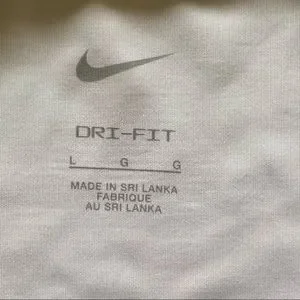 DRI-FIT
L G G
MADE IN SRI LANKA
FABRIQUE
AU SRI LANKA